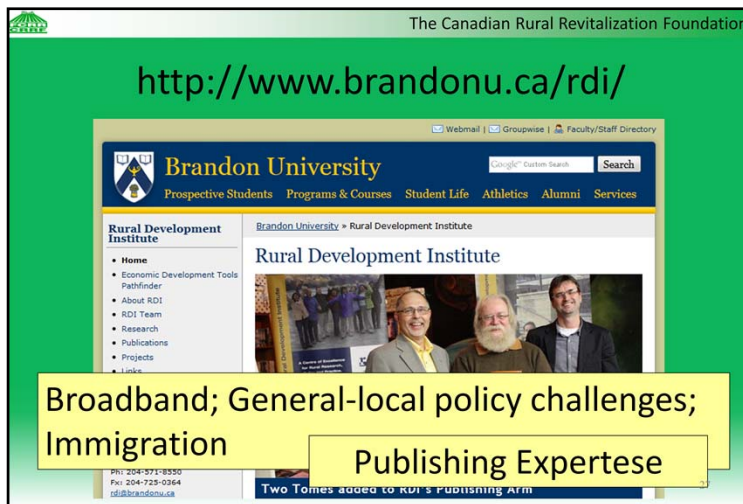 The Canadian Rural Revitalization Foundation
http://www.brandonu.ca/rdi/
Webmail | Groupwise | Faculty/Staff Directory
Brandon University
Google™ Custom Search Search
Prospective Students Programs & Courses Student Life Athletics Alumni Services
Rural Development
Institute
• Home
• Economic Development Tools
Pathfinder
• About RDI
• RDI Team
• Research
• Publications
• Projects
• Links
Brandon University » Rural Development Institute
Rural Development Institute
Broadband; General-local policy challenges;
Immigration
Publishing Expertese
Ph: 204-571-8550
Fx: 204-725-0364
rdi@brandonu.ca
Two Tomes added to RDI's Publishing Arm